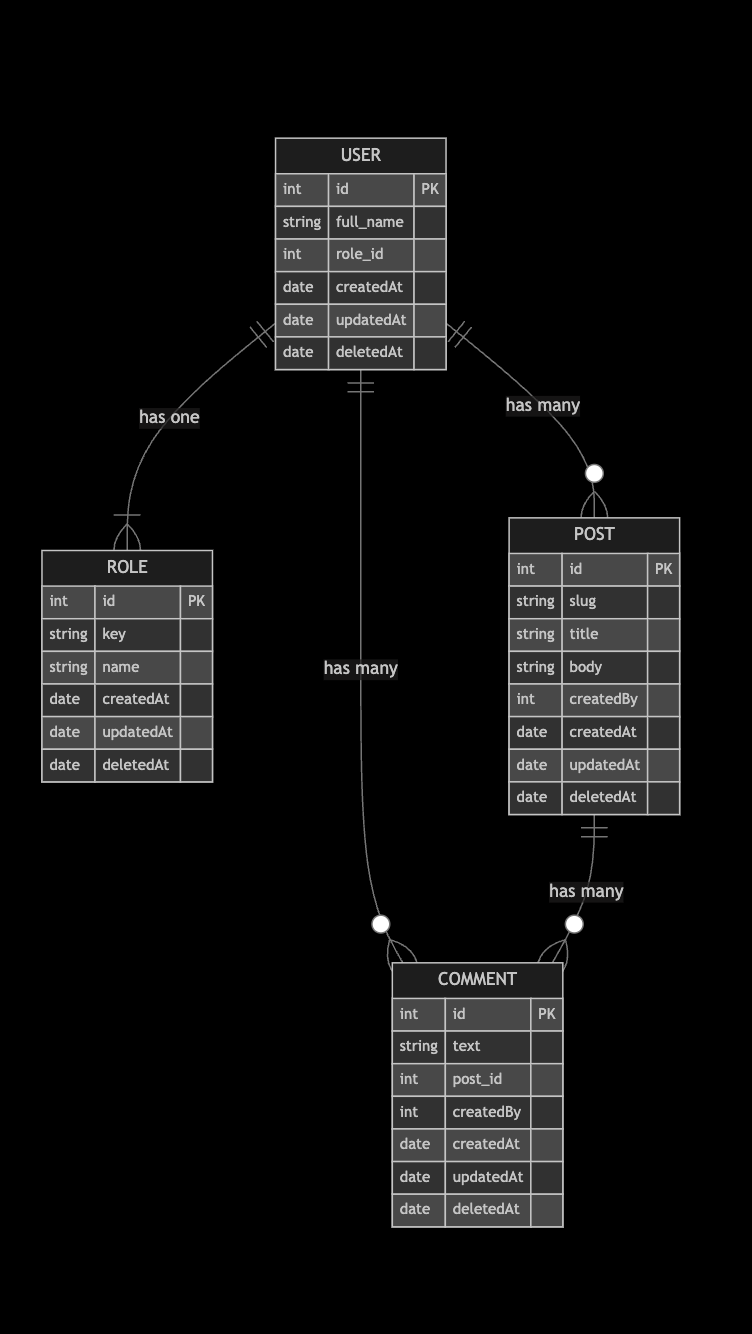 USER
int id PK
string full_name
int role_id
date createdAt
date updatedAt
date deletedAt
has one
has many
ROLE
int id PK
string key
string name
date createdAt
date updatedAt
date deletedAt
has many
POST
int id PK
string slug
string title
string body
int createdBy
date createdAt
date updatedAt
date deletedAt
has many
COMMENT
int id PK
string text
int post_id
int createdBy
date createdAt
date updatedAt
date deletedAt